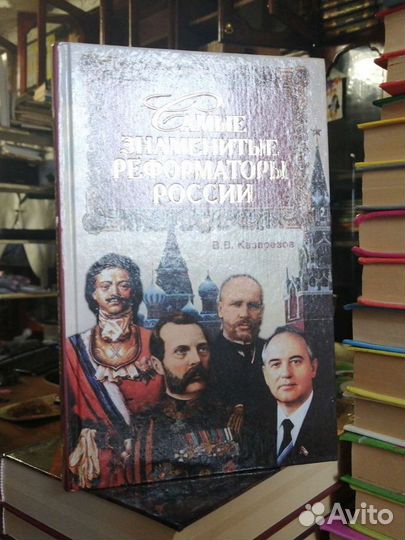 Самые
знаменитые
реформаторы
России
В.В. Казарезов
Avito